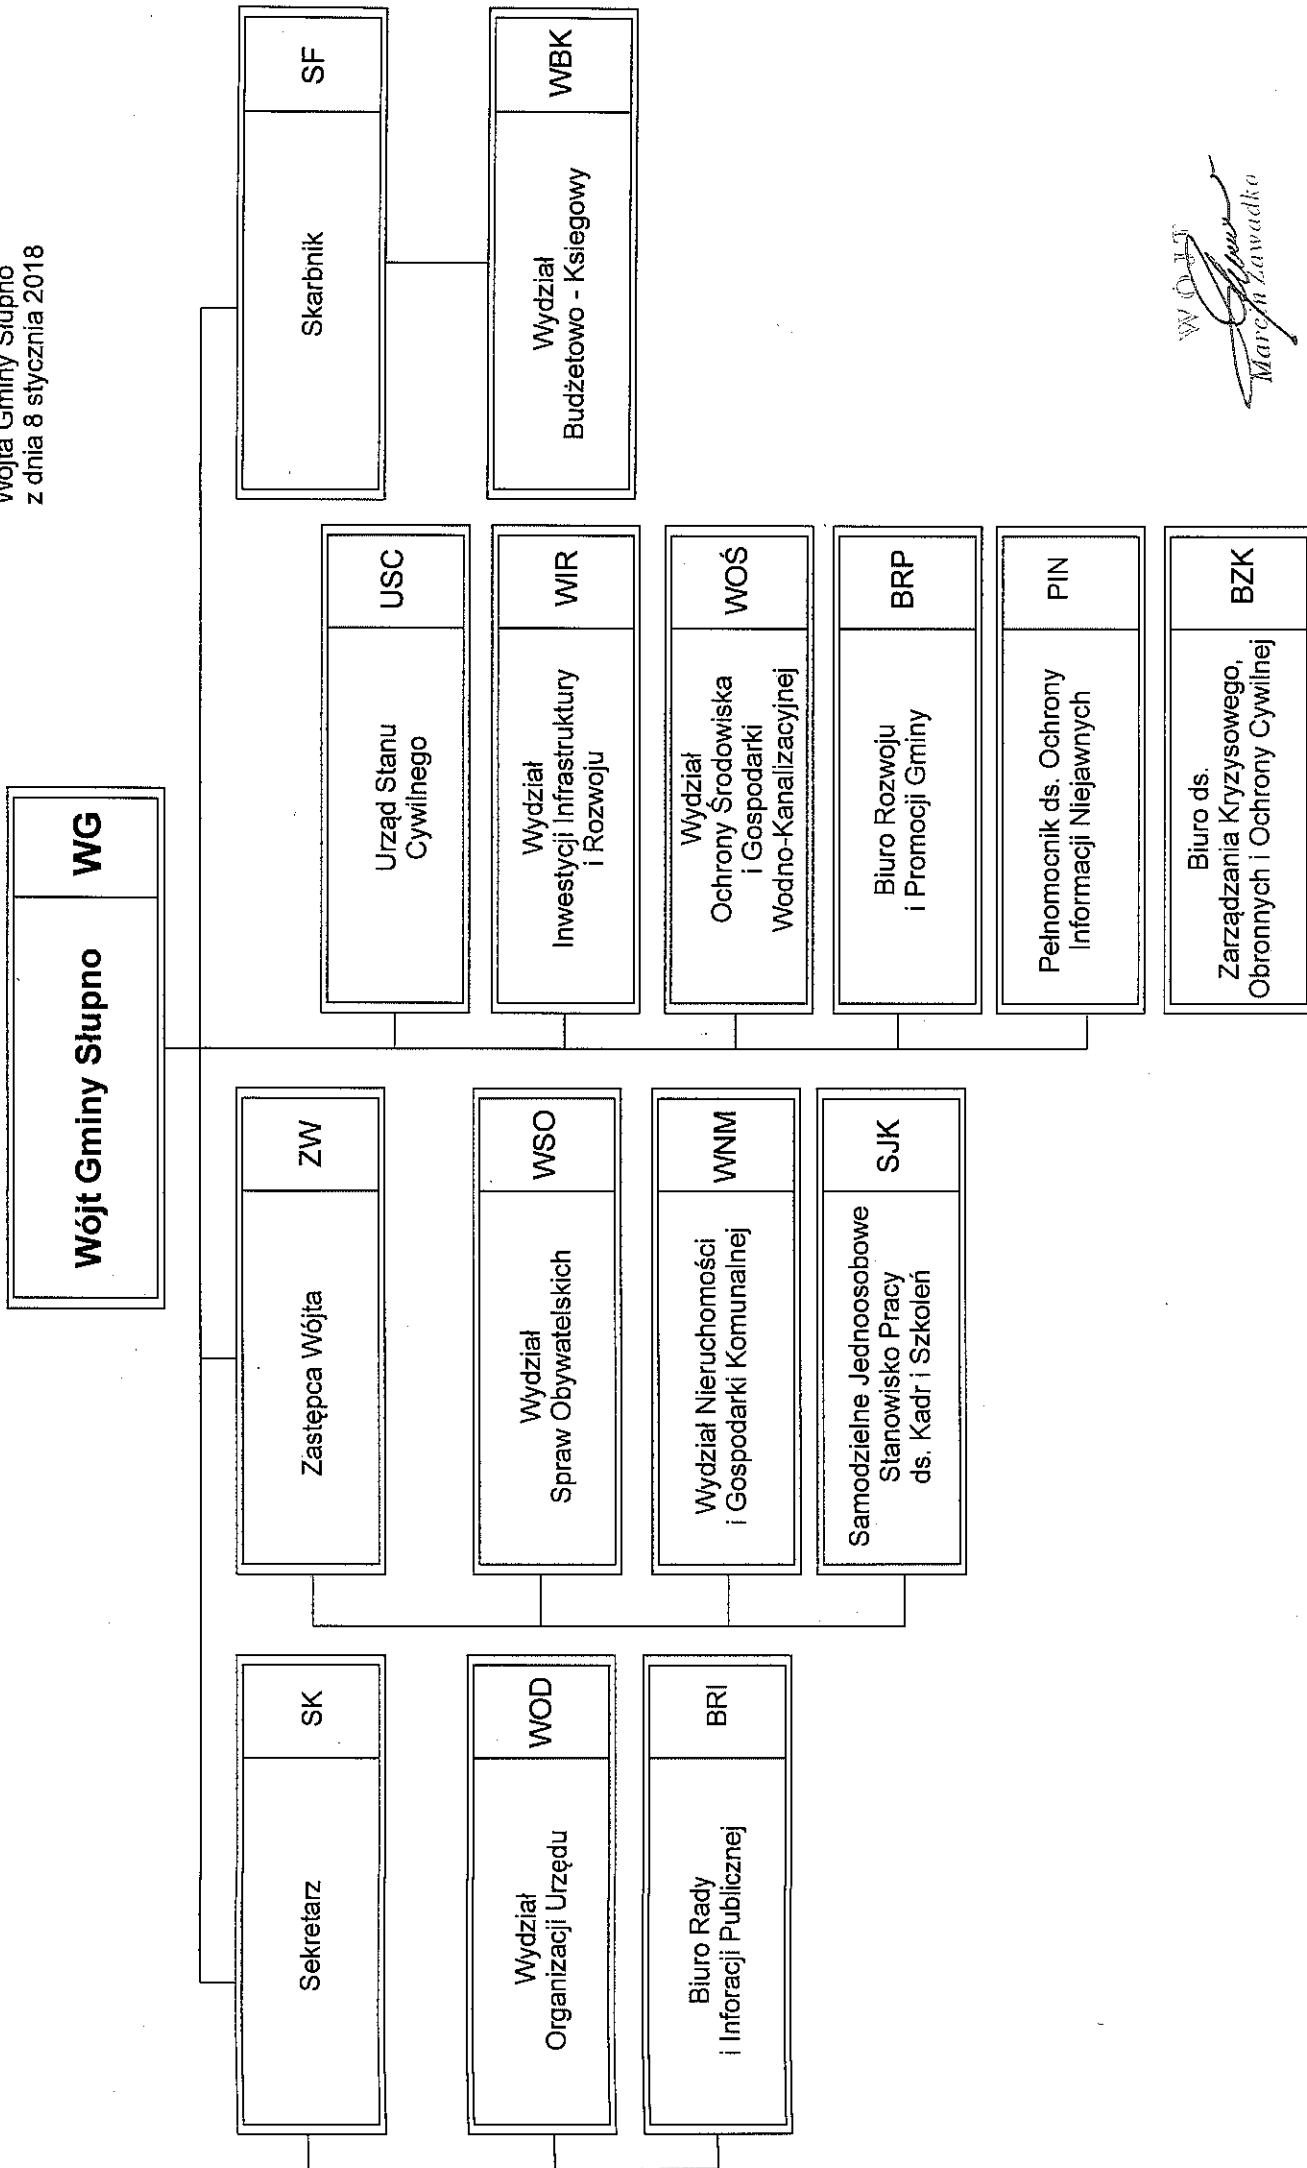 Wójta Gminy Słupno
z dnia 8 stycznia 2018
Wójt Gminy Słupno
WG
Sekretarz
SK
Wydział
Organizacji Urzędu
WOD
Biuro Rady
i Inforacji Publicznej
BRI
Zastępca Wójta
ZW
Wydział
Spraw Obywatelskich
WSO
Wydział Nieruchomości
i Gospodarki Komunalnej
WNM
Samodzielne Jednoosobowe
Stanowisko Pracy
ds. Kadr i Szkoleń
SJK
Urząd Stanu
Cywilnego
USC
Wydział
Inwestycji Infrastruktury
i Rozwoju
WIR
Wydział
Ochrony Środowiska
i Gospodarki
Wodno-Kanalizacyjnej
WOŚ
Biuro Rozwoju
i Promocji Gminy
BRP
Pełnomocnik ds. Ochrony
Informacji Niejawnych
PIN
Biuro ds.
Zarządzania Kryzysowego,
Obronnych i Ochrony Cywilnej
BZK
Skarbnik
SF
Wydział
Budżetowo - Ksiegowy
WBK
WÓJT
Marcin Zawadko